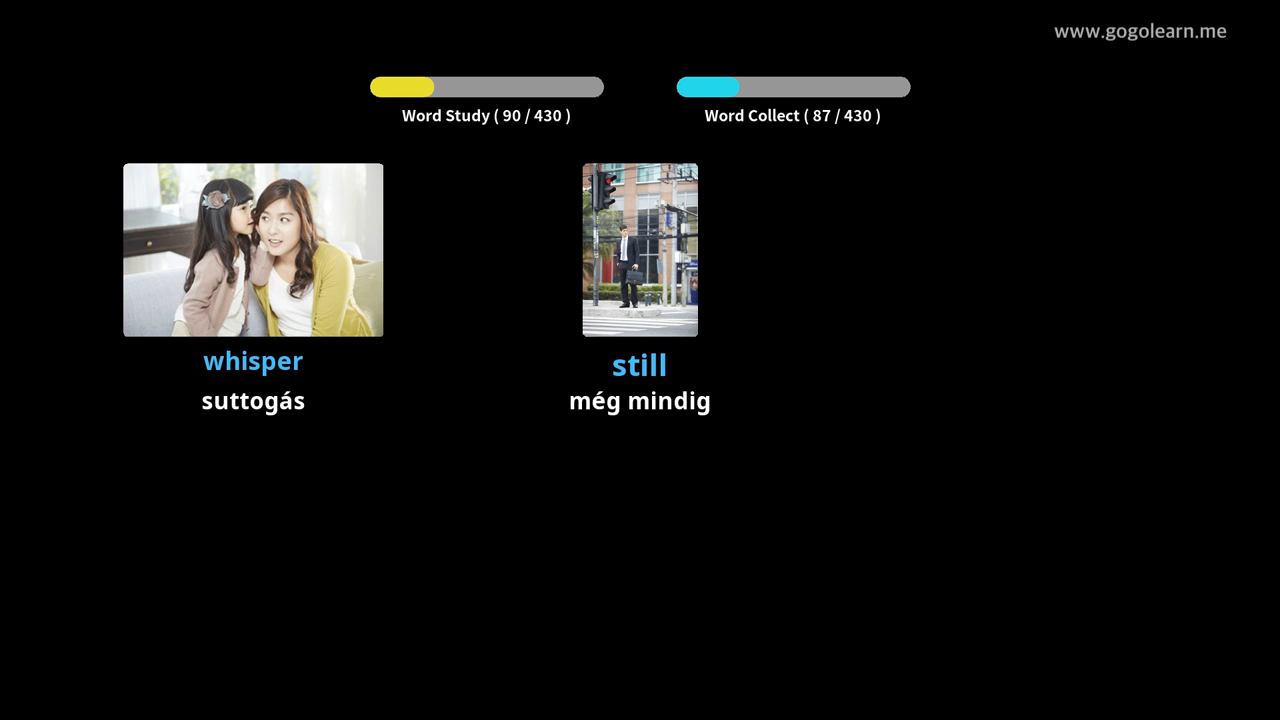 www.gogolearn.me
Word Study ( 90 / 430 )
Word Collect ( 87 / 430 )
whisper
suttogás
still
még mindig